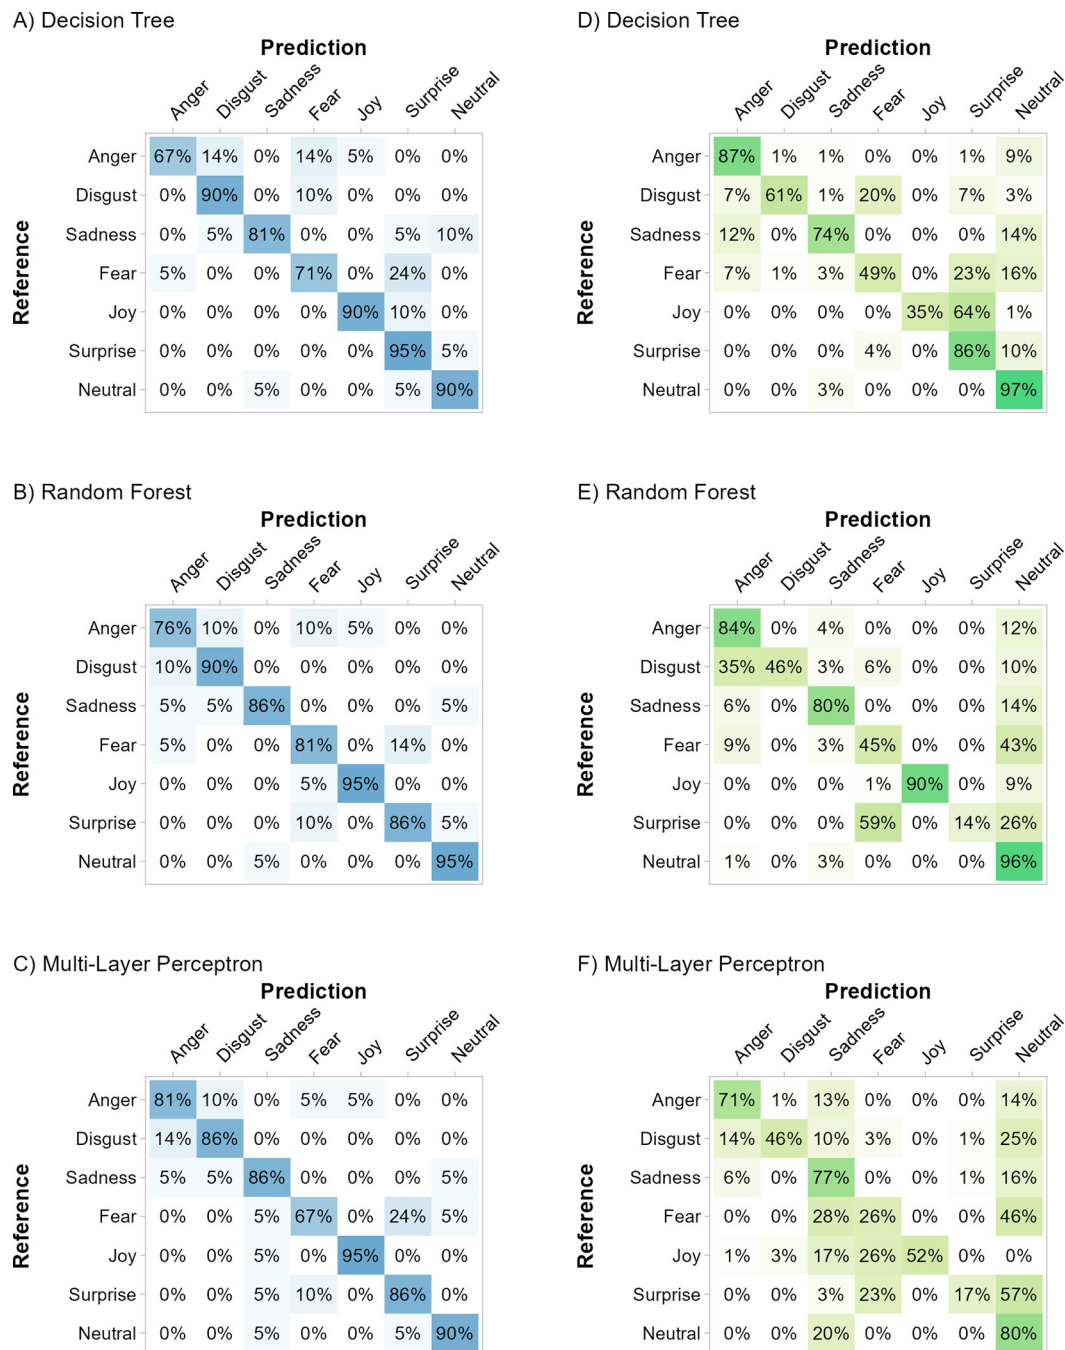 A) Decision Tree
Prediction
Anger Disgust Sadness Fear Joy Surprise Neutral
Reference
Anger 67% 14% 0% 14% 5% 0% 0%
Disgust 0% 90% 0% 10% 0% 0% 0%
Sadness 0% 5% 81% 0% 0% 5% 10%
Fear 5% 0% 0% 71% 0% 24% 0%
Joy 0% 0% 0% 0% 90% 10% 0%
Surprise 0% 0% 0% 0% 0% 95% 5%
Neutral 0% 0% 5% 0% 0% 5% 90%
D) Decision Tree
Prediction
Anger Disgust Sadness Fear Joy Surprise Neutral
Reference
Anger 87% 1% 1% 0% 0% 1% 9%
Disgust 7% 61% 1% 20% 0% 7% 3%
Sadness 12% 0% 74% 0% 0% 0% 14%
Fear 7% 1% 3% 49% 0% 23% 16%
Joy 0% 0% 0% 0% 35% 64% 1%
Surprise 0% 0% 0% 4% 0% 86% 10%
Neutral 0% 0% 3% 0% 0% 0% 97%
B) Random Forest
Prediction
Anger Disgust Sadness Fear Joy Surprise Neutral
Reference
Anger 76% 10% 0% 10% 5% 0% 0%
Disgust 10% 90% 0% 0% 0% 0% 0%
Sadness 5% 5% 86% 0% 0% 0% 5%
Fear 5% 0% 0% 81% 0% 14% 0%
Joy 0% 0% 0% 5% 95% 0% 0%
Surprise 0% 0% 0% 10% 0% 86% 5%
Neutral 0% 0% 5% 0% 0% 0% 95%
E) Random Forest
Prediction
Anger Disgust Sadness Fear Joy Surprise Neutral
Reference
Anger 84% 0% 4% 0% 0% 0% 12%
Disgust 35% 46% 3% 6% 0% 0% 10%
Sadness 6% 0% 80% 0% 0% 0% 14%
Fear 9% 0% 3% 45% 0% 0% 43%
Joy 0% 0% 0% 1% 90% 0% 9%
Surprise 0% 0% 0% 59% 0% 14% 26%
Neutral 1% 0% 3% 0% 0% 0% 96%
C) Multi-Layer Perceptron
Prediction
Anger Disgust Sadness Fear Joy Surprise Neutral
Reference
Anger 81% 10% 0% 5% 5% 0% 0%
Disgust 14% 86% 0% 0% 0% 0% 0%
Sadness 5% 5% 86% 0% 0% 0% 5%
Fear 0% 0% 5% 67% 0% 24% 5%
Joy 0% 0% 5% 0% 95% 0% 0%
Surprise 0% 0% 5% 10% 0% 86% 0%
Neutral 0% 0% 5% 0% 0% 5% 90%
F) Multi-Layer Perceptron
Prediction
Anger Disgust Sadness Fear Joy Surprise Neutral
Reference
Anger 71% 1% 13% 0% 0% 0% 14%
Disgust 14% 46% 10% 3% 0% 1% 25%
Sadness 6% 0% 77% 0% 0% 1% 16%
Fear 0% 0% 28% 26% 0% 0% 46%
Joy 1% 3% 17% 26% 52% 0% 0%
Surprise 0% 0% 3% 23% 0% 17% 57%
Neutral 0% 0% 20% 0% 0% 0% 80%